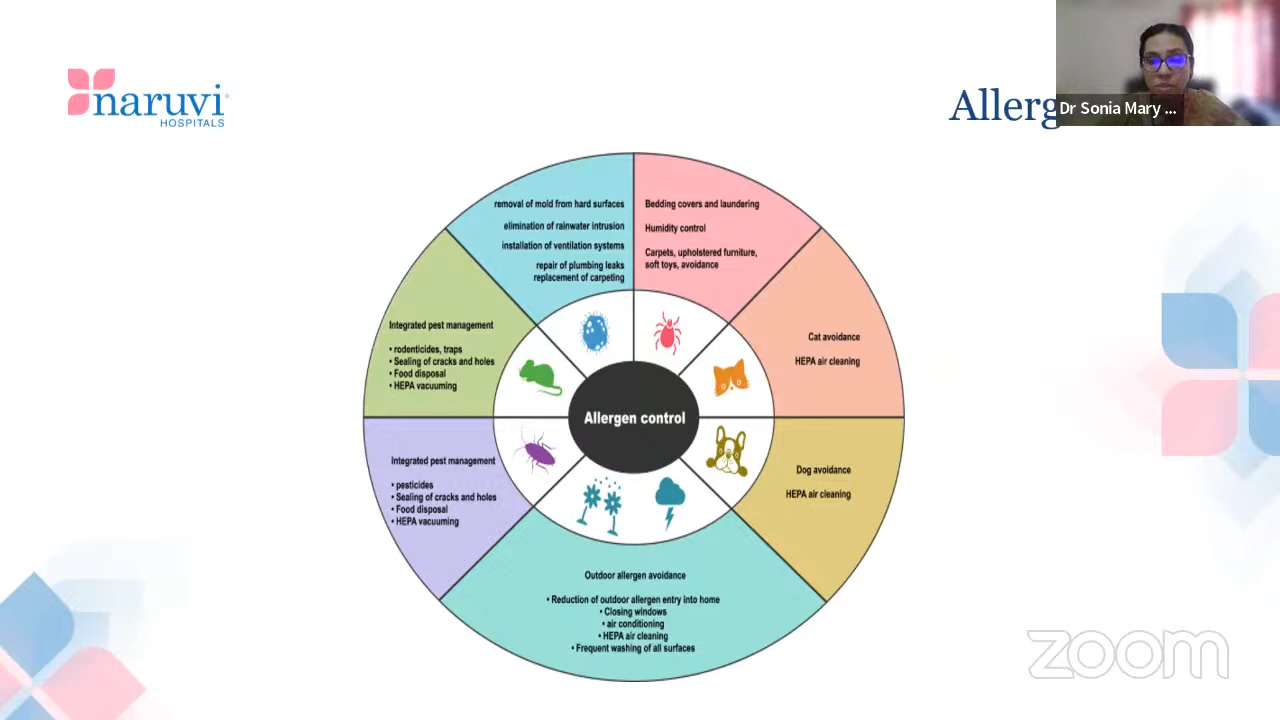 naruvi
HOSPITALS
Dr Sonia Mary ...
removal of mold from hard surfaces
elimination of rainwater intrusion
installation of ventilation systems
repair of plumbing leaks
replacement of carpeting
Bedding covers and laundering
Humidity control
Carpets, upholstered furniture,
soft toys, avoidance
Cat avoidance
HEPA air cleaning
Dog avoidance
HEPA air cleaning
Outdoor allergen avoidance
• Reduction of outdoor allergen entry into home
• Closing windows
• air conditioning
• HEPA air cleaning
• Frequent washing of all surfaces
Integrated pest management
• pesticides
• Sealing of cracks and holes
• Food disposal
• HEPA vacuuming
Integrated pest management
• rodenticides, traps
• Sealing of cracks and holes
• Food disposal
• HEPA vacuuming
Allergen control
zoom